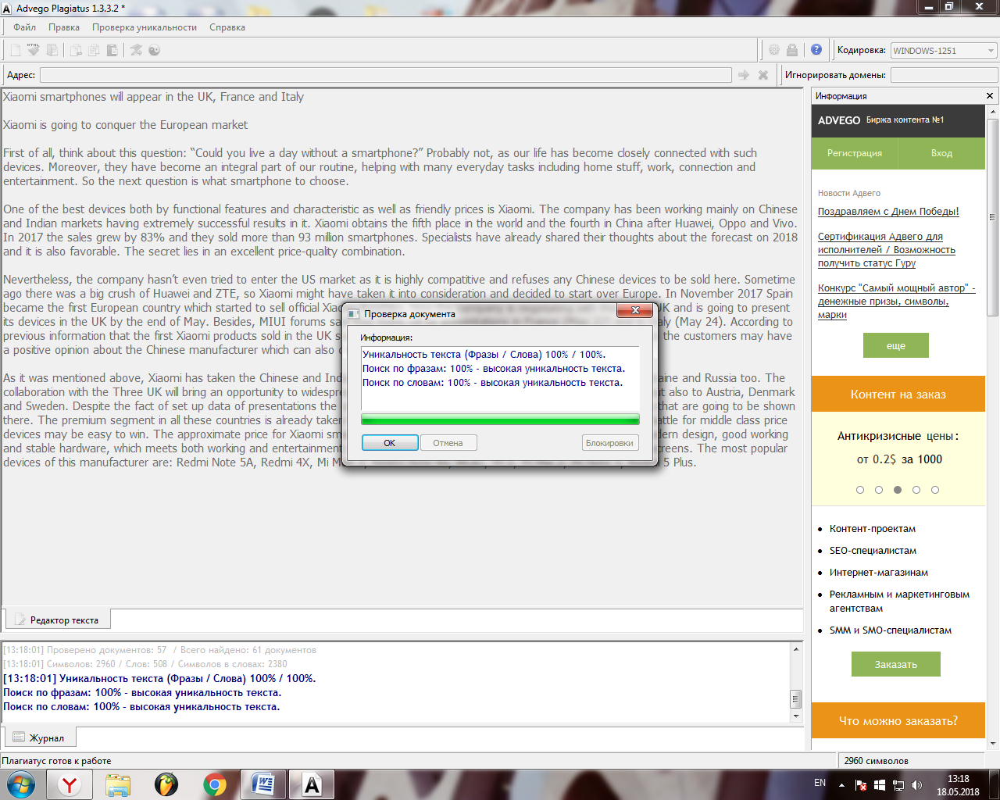 Advego Plagiatus 1.3.3.2 *
Файл Правка Проверка уникальности Справка
HTML
Кодировка: WINDOWS-1251
Адрес:
Игнорировать домены:
Xiaomi smartphones will appear in the UK, France and Italy
Xiaomi is going to conquer the European market
First of all, think about this question: “Could you live a day without a smartphone?” Probably not, as our life has become closely connected with such
devices. Moreover, they have become an integral part of our routine, helping with many everyday tasks including home stuff, work, connection and
entertainment. So the next question is what smartphone to choose.
One of the best devices both by functional features and characteristic as well as friendly prices is Xiaomi. The company has been working mainly on Chinese
and Indian markets having extremely successful results in it. Xiaomi obtains the fifth place in the world and the fourth in China after Huawei, Oppo and Vivo.
In 2017 the sales grew by 83% and they sold more than 93 million smartphones. Specialists have already shared their thoughts about the forecast on 2018
and it is also favorable. The secret lies in an excellent price-quality combination.
Nevertheless, the company hasn’t even tried to enter the US market as it is highly compatitive and refuses any Chinese devices to be sold here. Sometime
ago there was a big crush of Huawei and ZTE, so Xiaomi might have taken it into consideration and decided to start over Europe. In November 2017 Spain
became the first European country which started to sell official UK and is going to present
its devices in the UK by the end of May. Besides, MIUI forums (May 24). According to
previous information that the first Xiaomi products sold in the UK the customers may have
a positive opinion about the Chinese manufacturer which can also
As it was mentioned above, Xiaomi has taken the Chinese and and Russia too. The
collaboration with the Three UK will bring an opportunity to also to Austria, Denmark
and Sweden. Despite the fact of set up data of presentations the that are going to be shown
there. The premium segment in all these countries is already for middle class price
devices may be easy to win. The approximate price for Xiaomi design, good working
and stable hardware, which meets both working and The most popular
devices of this manufacturer are: Redmi Note 5A, Redmi 4X, Mi 5 Plus.
Проверка документа
Информация:
Уникальность текста (Фразы / Слова) 100% / 100%.
Поиск по фразам: 100% - высокая уникальность текста.
Поиск по словам: 100% - высокая уникальность текста.
OK Отмена Блокировки
Редактор текста
[13:18:01] Проверено документов: 57 / Всего найдено: 61 документов
[13:18:01] Символов: 2960 / Слов: 508 / Символов в словах: 2380
[13:18:01] Уникальность текста (Фразы / Слова) 100% / 100%.
Поиск по фразам: 100% - высокая уникальность текста.
Поиск по словам: 100% - высокая уникальность текста.
Журнал
Плагиатус готов к работе
2960 символов
Информация
ADVEGO Биржа контента №1
Регистрация Вход
Новости Адвего
Поздравляем с Днем Победы!
Сертификация Адвего для
исполнителей / Возможность
получить статус Гуру
Конкурс "Самый мощный автор" -
денежные призы, символы,
марки
еще
Контент на заказ
Антикризисные цены:
от 0.2$ за 1000
Контент-проектам
SEO-специалистам
Интернет-магазинам
Рекламным и маркетинговым
агентствам
SMM и SMO-специалистам
Заказать
Что можно заказать?
EN
13:18
18.05.2018